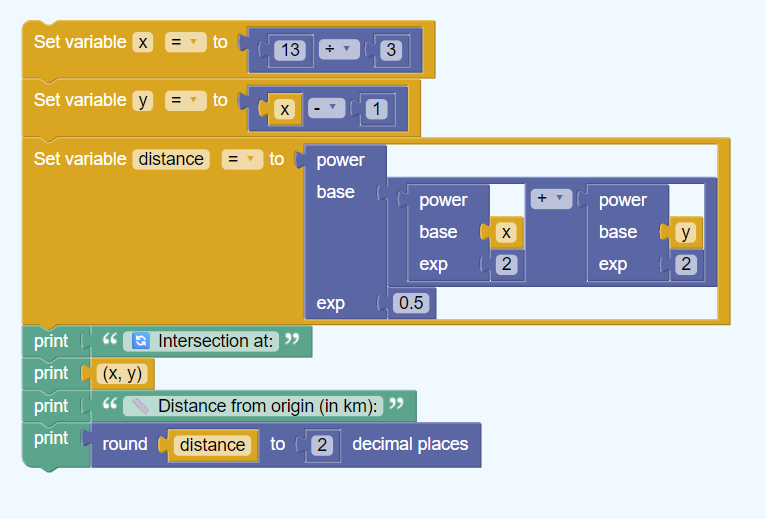 Set variable x = to 13 ÷ 3
Set variable y = to x - 1
Set variable distance = to power
base power + power
base x base y
exp 2 exp 2
exp 0.5
print “ 🔄 Intersection at: ”
print (x, y)
print “ 📏 Distance from origin (in km): ”
print round distance to 2 decimal places